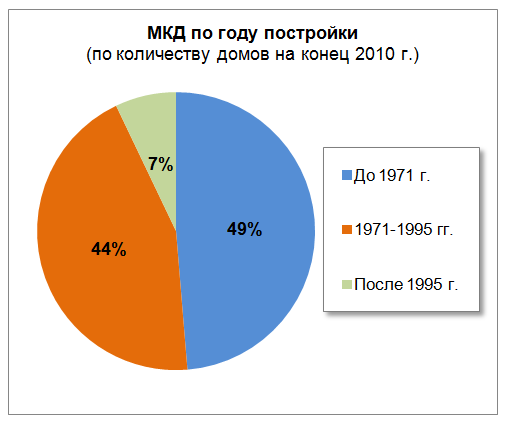 МКД по году постройки
(по количеству домов на конец 2010 г.)
7%
49%
44%
До 1971 г.
1971-1995 гг.
После 1995 г.